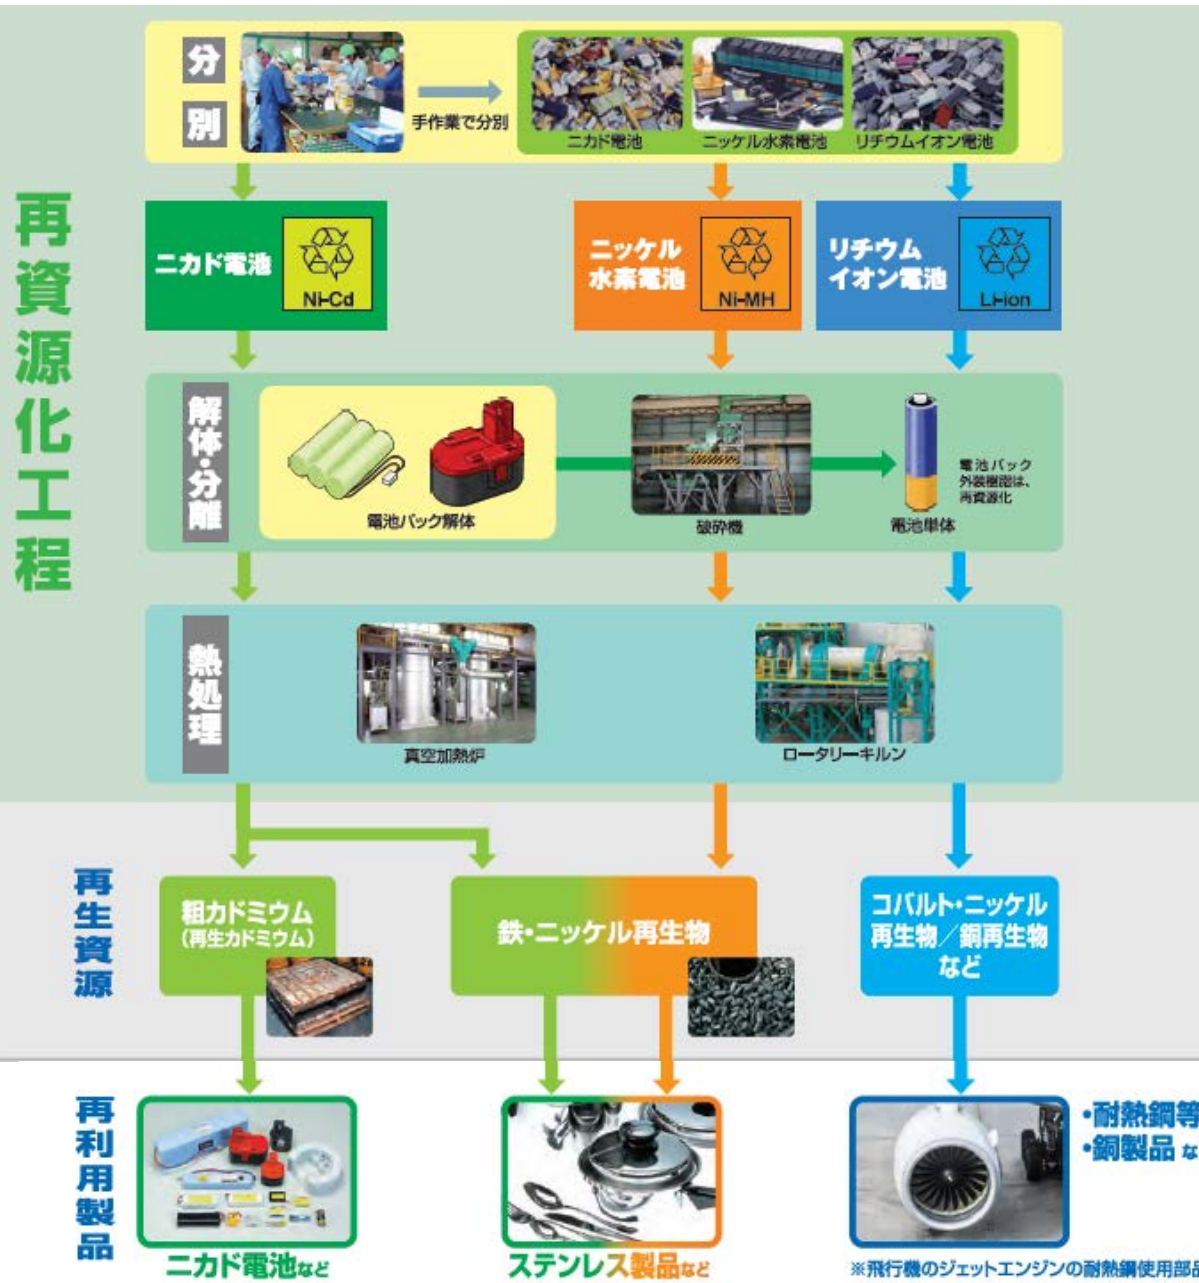 再資源化工程
分別
手作業で分別
ニカド電池
ニッケル水素電池
リチウムイオン電池
ニカド電池
Ni-Cd
ニッケル
水素電池
Ni-MH
リチウム
イオン電池
Li-ion
解体・分離
電池パック解体
破砕機
電池単体
電池パック
外装樹脂は、
再資源化
熱処理
真空加熱炉
ロータリーキルン
再生資源
粗カドミウム
(再生カドミウム)
鉄・ニッケル再生物
コバルト・ニッケル
再生物／銅再生物
など
再利用製品
ニカド電池など
ステンレス製品など
・耐熱鋼等
・銅製品 な
※飛行機のジェットエンジンの耐熱鋼使用部品